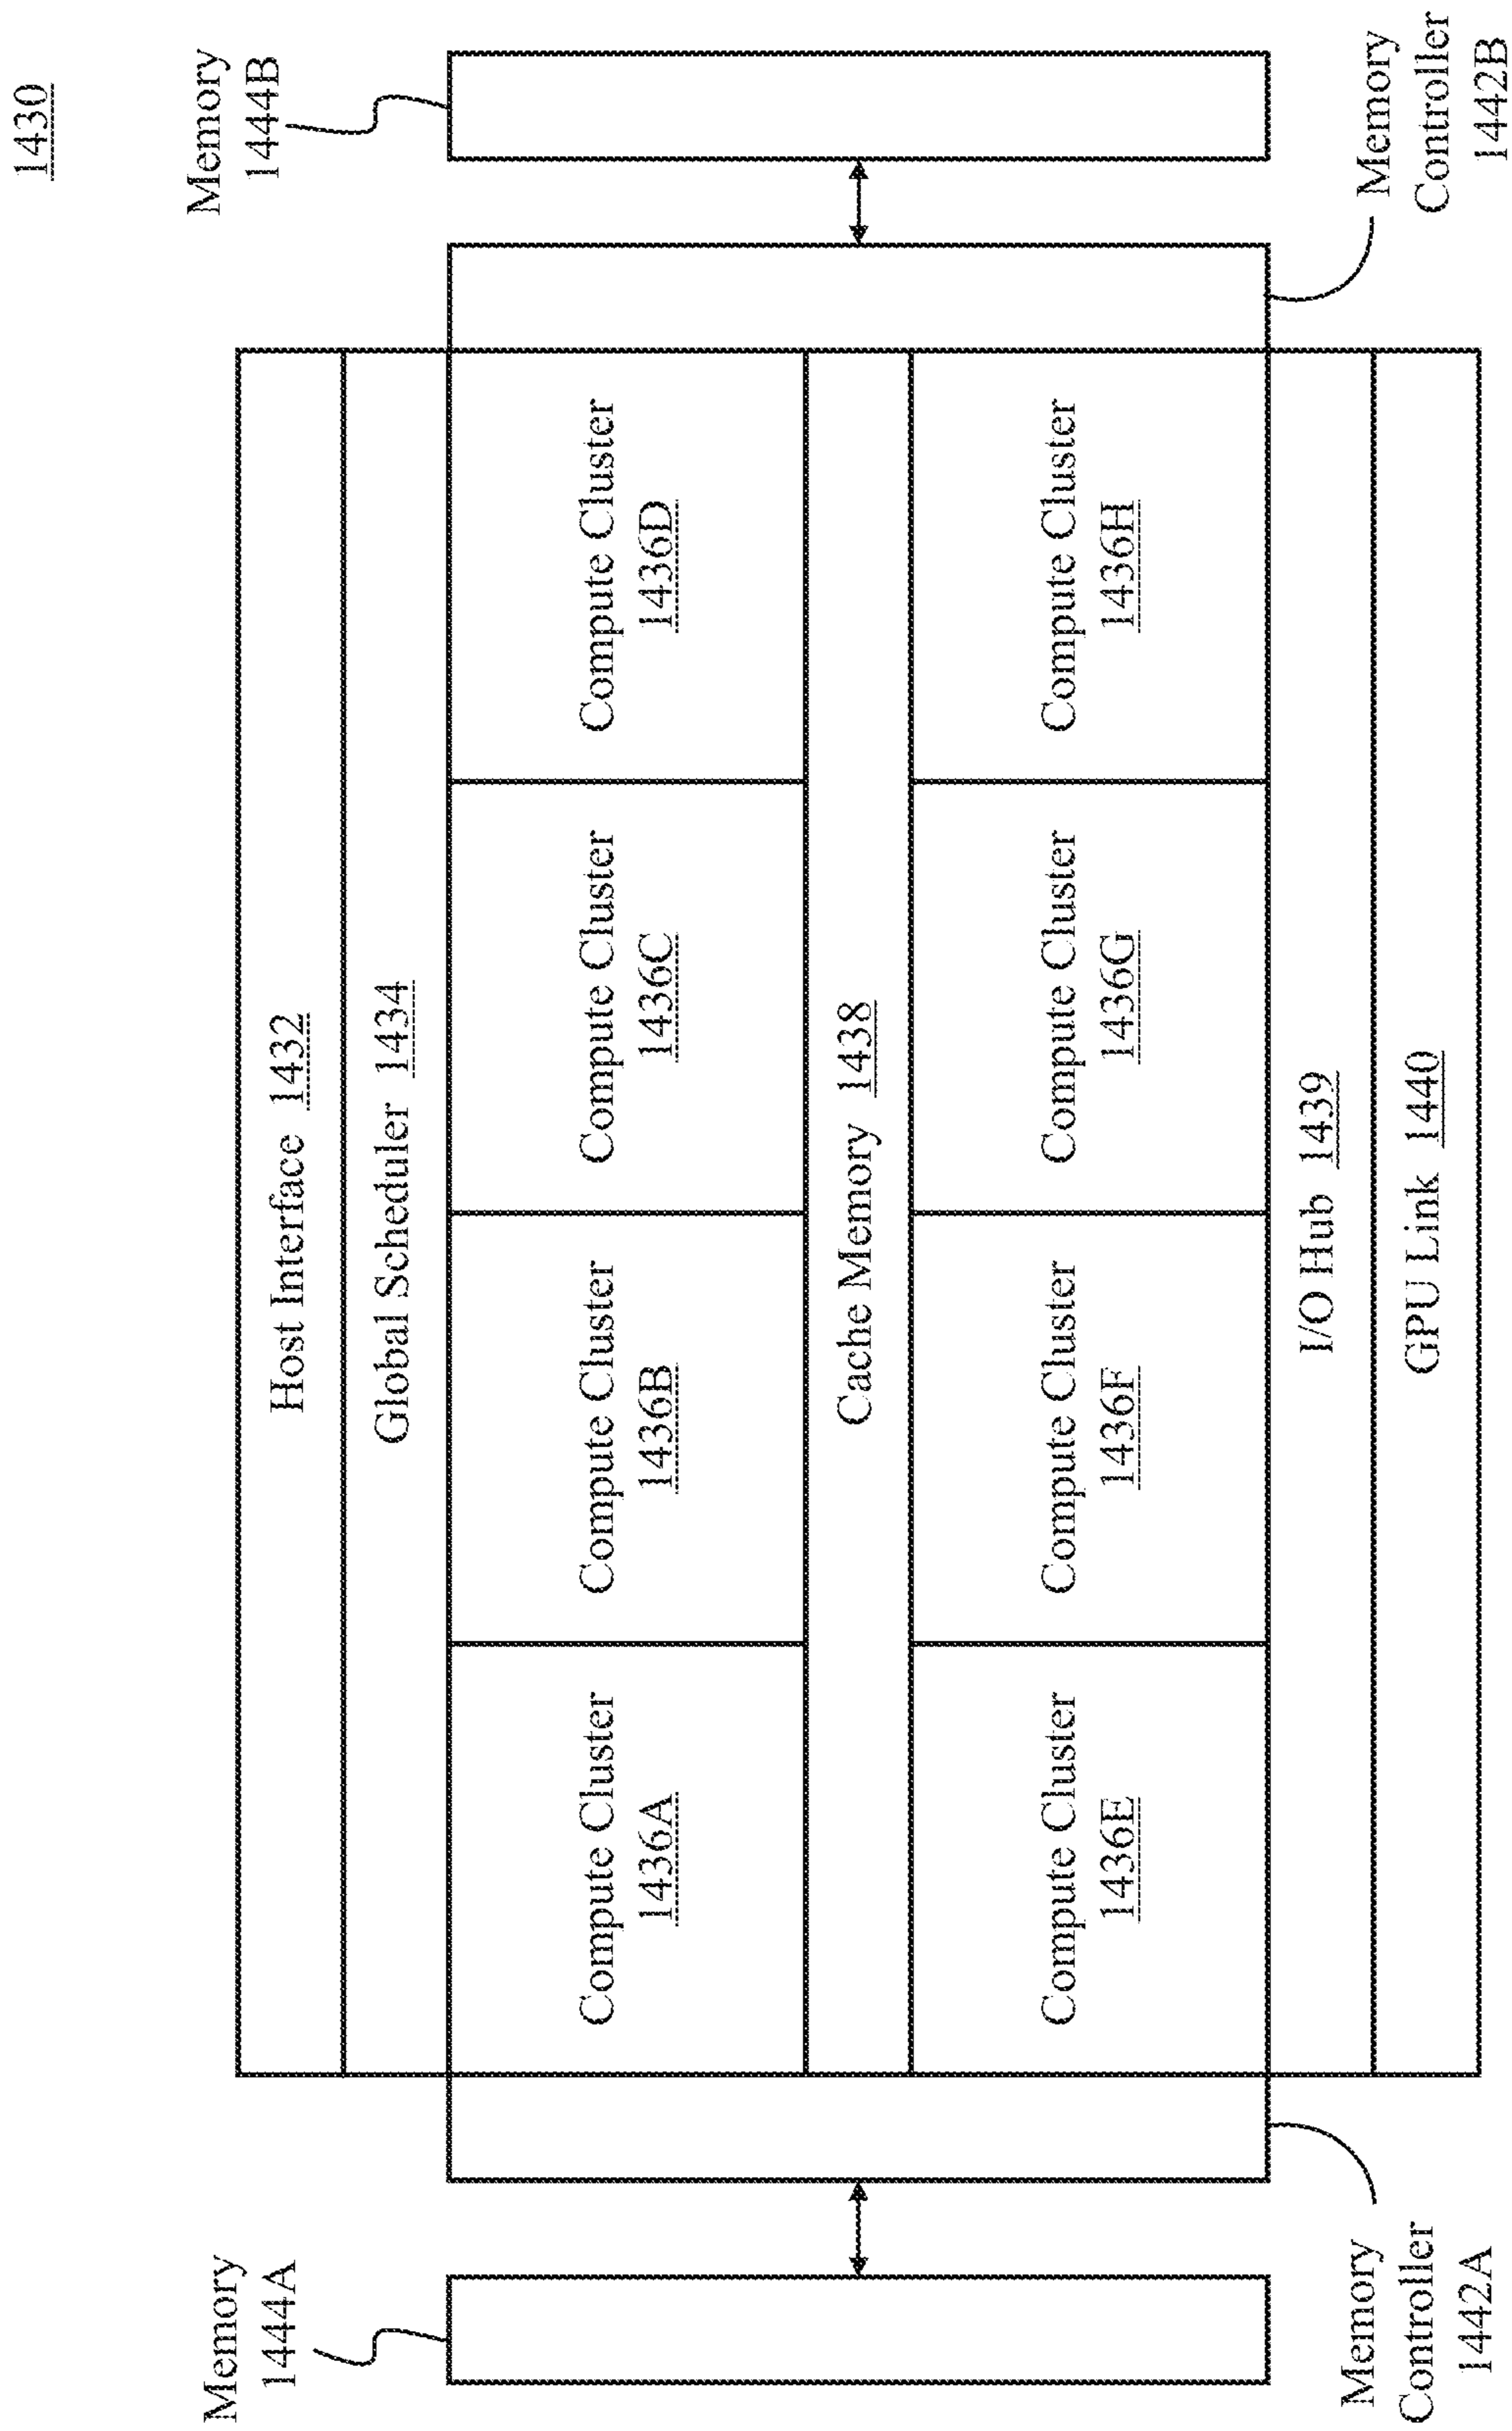 1430
Memory
1444A
Memory
1444B
Host Interface 1432
Global Scheduler 1434
Compute Cluster
1436A
Compute Cluster
1436B
Compute Cluster
1436C
Compute Cluster
1436D
Cache Memory 1438
Compute Cluster
1436E
Compute Cluster
1436F
Compute Cluster
1436G
Compute Cluster
1436H
I/O Hub 1439
GPU Link 1440
Memory
Controller
1442A
Memory
Controller
1442B